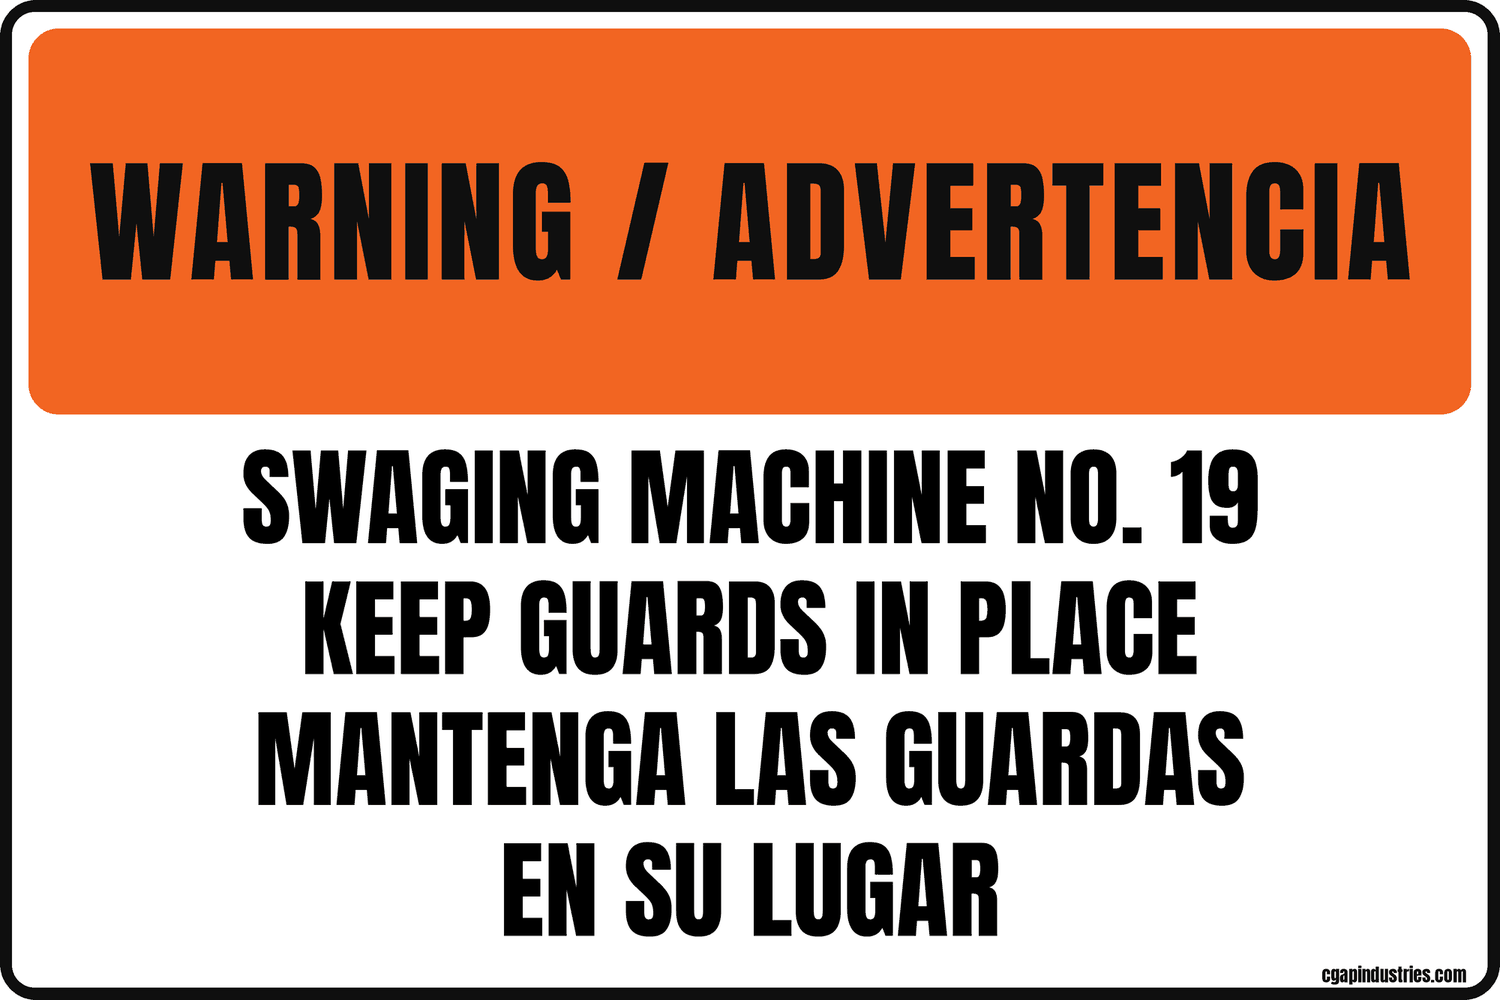 WARNING / ADVERTENCIA
SWAGING MACHINE NO. 19
KEEP GUARDS IN PLACE
MANTENGA LAS GUARDAS
EN SU LUGAR
cgapindustries.com